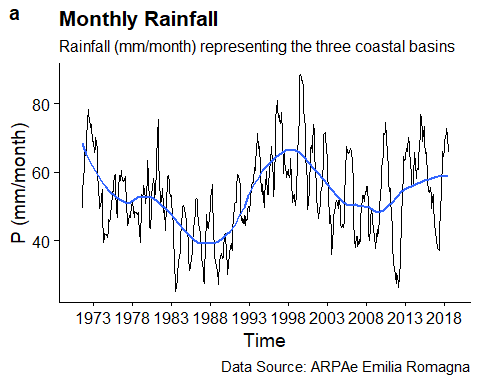 a
Monthly Rainfall
Rainfall (mm/month) representing the three coastal basins
P (mm/month)
80
60
40
1973 1978 1983 1988 1993 1998 2003 2008 2013 2018
Time
Data Source: ARPAe Emilia Romagna